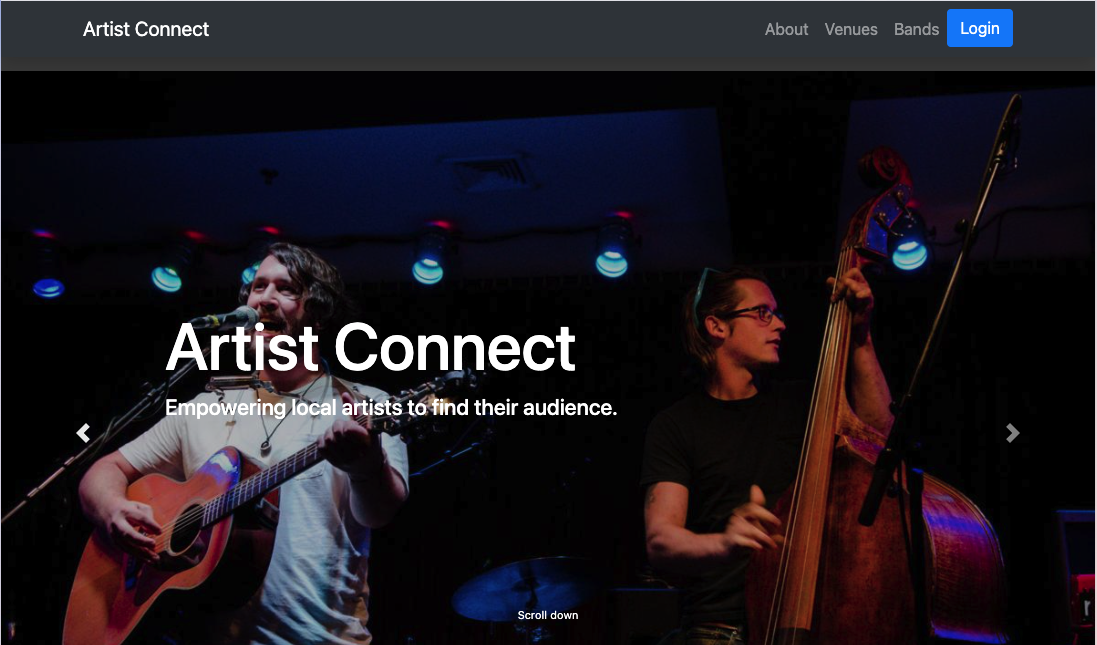 Artist Connect
About Venues Bands Login
Artist Connect
Empowering local artists to find their audience.
Scroll down